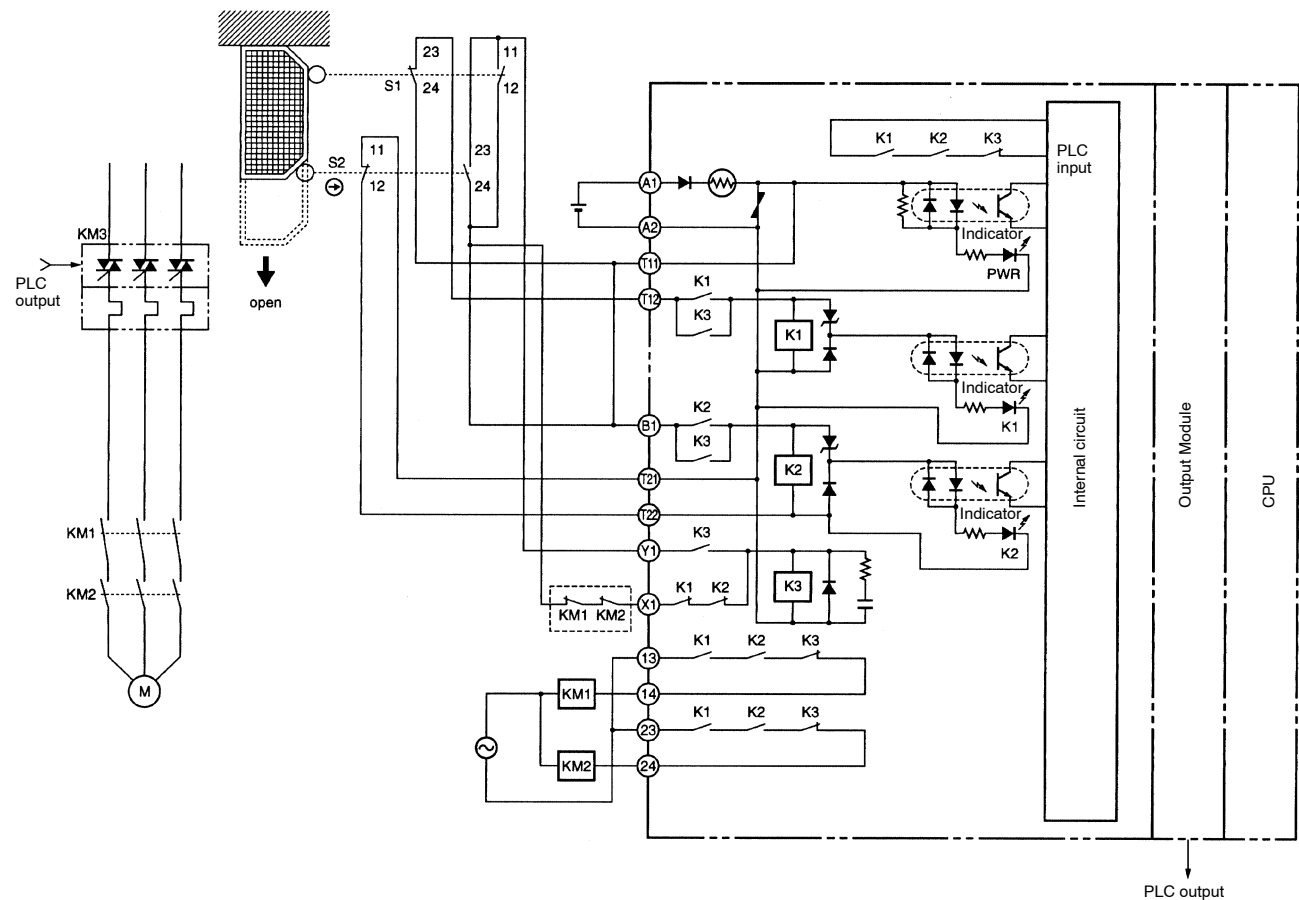 23
11
S1
24
12
11
S2
12
23
24
KM3
PLC
output
open
K1
K2
K3
PLC
input
A1
A2
Indicator
PWR
T11
T12
K1
K3
K1
Indicator
K1
B1
K2
K3
K2
Indicator
K2
T21
T22
Y1
K3
K3
X1
K1
K2
KM1
KM2
KM1
KM2
M
13
K1
K2
K3
14
KM1
23
K1
K2
K3
24
KM2
Internal circuit
Output Module
CPU
PLC output